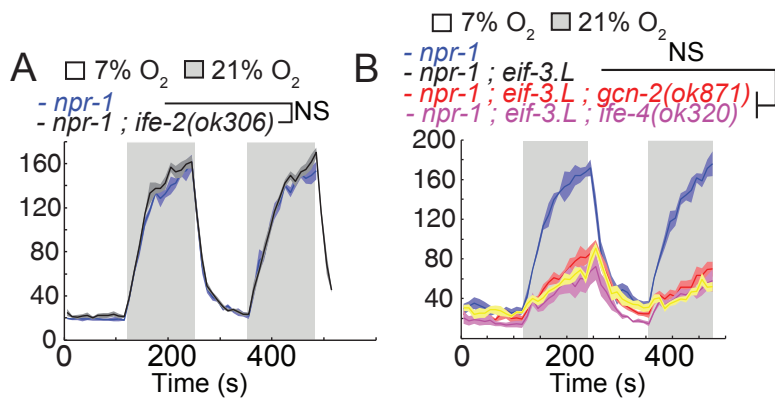 A
7% O2 21% O2
- npr-1
- npr-1 ; ife-2(ok306)
NS
160
120
80
40
0
0 200 400
Time (s)
B
7% O2 21% O2
- npr-1
NS
- npr-1 ; eif-3.L
- npr-1 ; eif-3.L ; gcn-2(ok871)
- npr-1 ; eif-3.L ; ife-4(ok320)
200
160
120
80
40
0 200 400
Time (s)